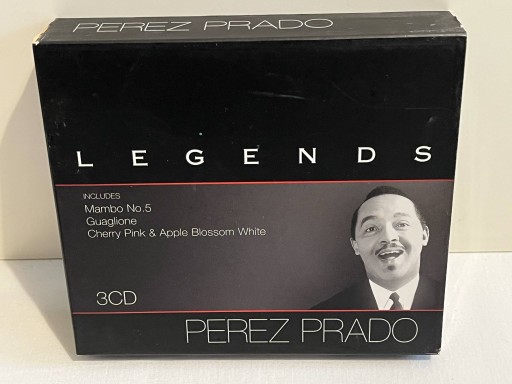 PEREZ PRADO
LEGENDS
INCLUDES
Mambo No.5
Guaglione
Cherry Pink & Apple Blossom White
3CD
PEREZ PRADO